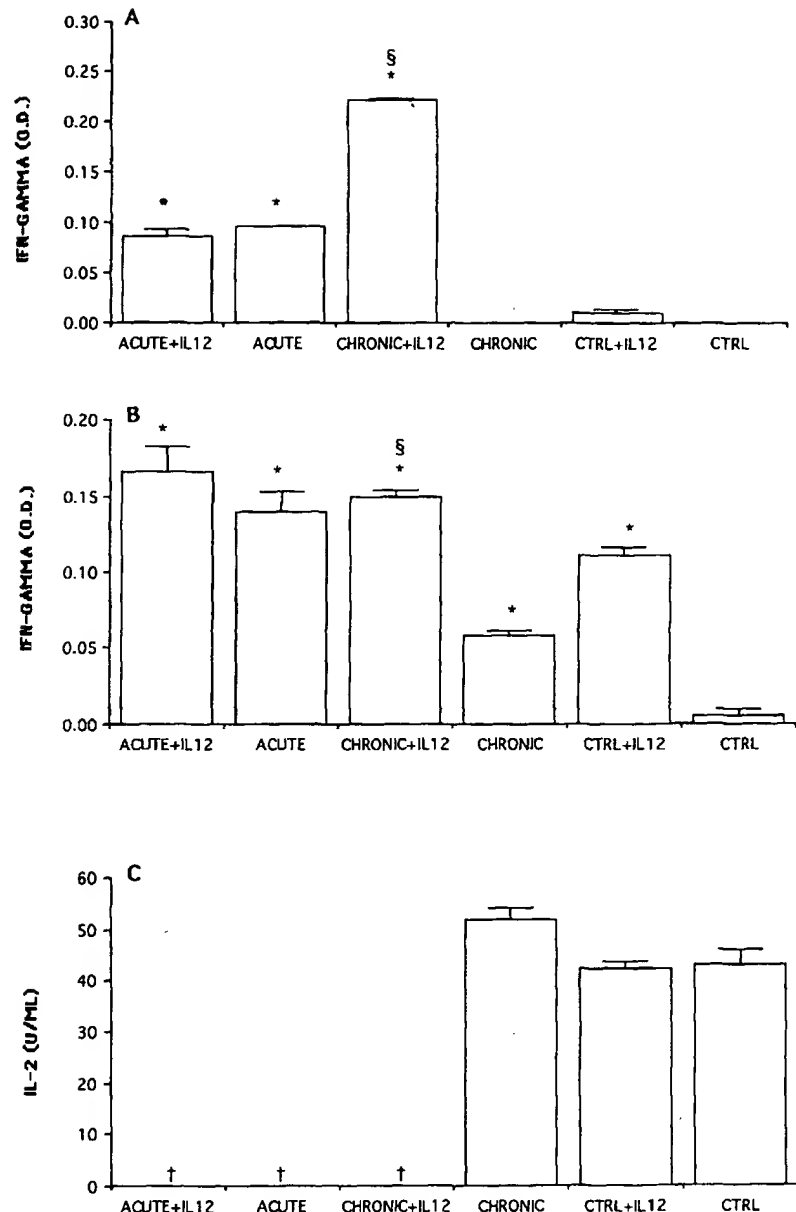 A
IFN-GAMMA (O.D.)
0.30
0.25
0.20
0.15
0.10
0.05
0.00
* * § *
ACUTE+IL12 ACUTE CHRONIC+IL12 CHRONIC CTRL+IL12 CTRL
B
IFN-GAMMA (O.D.)
0.20
0.15
0.10
0.05
0.00
* * § * * *
ACUTE+IL12 ACUTE CHRONIC+IL12 CHRONIC CTRL+IL12 CTRL
C
IL-2 (U/ML)
60
50
40
30
20
10
0
† † †
ACUTE+IL12 ACUTE CHRONIC+IL12 CHRONIC CTRL+IL12 CTRL